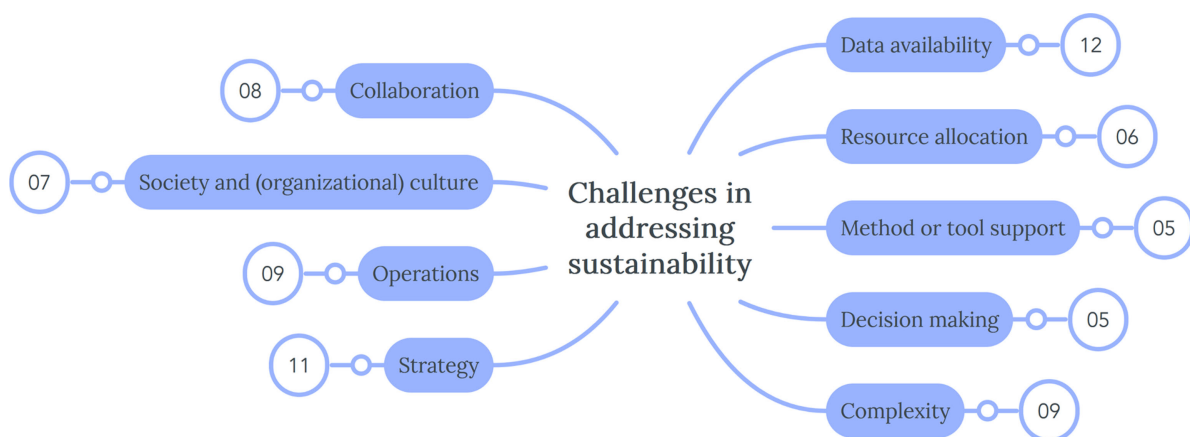 Challenges in
addressing
sustainability
08
Collaboration
07
Society and (organizational) culture
09
Operations
11
Strategy
Data availability
12
Resource allocation
06
Method or tool support
05
Decision making
05
Complexity
09